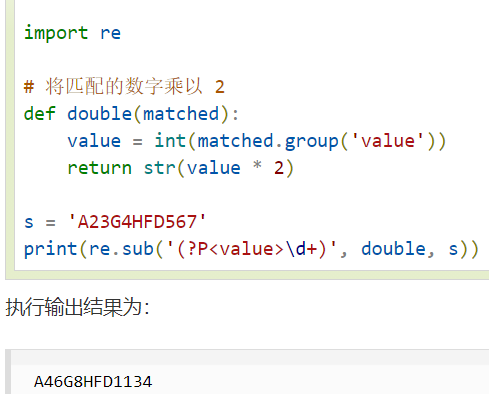 import re
# 将匹配的数字乘以 2
def double(matched):
    value = int(matched.group('value'))
    return str(value * 2)
s = 'A23G4HFD567'
print(re.sub('(?P<value>\d+)', double, s))
执行输出结果为：
A46G8HFD1134